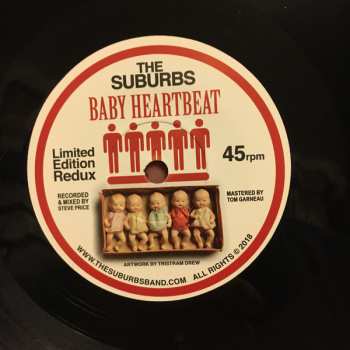 THE
SUBURBS
BABY HEARTBEAT
Limited
Edition
Redux
45rpm
RECORDED
& MIXED BY
STEVE PRICE
MASTERED BY
TOM GARNEAU
ARTWORK BY TRISTRAM DREW
WWW.THESUBURBSBAND.COM ALL RIGHTS © 2018